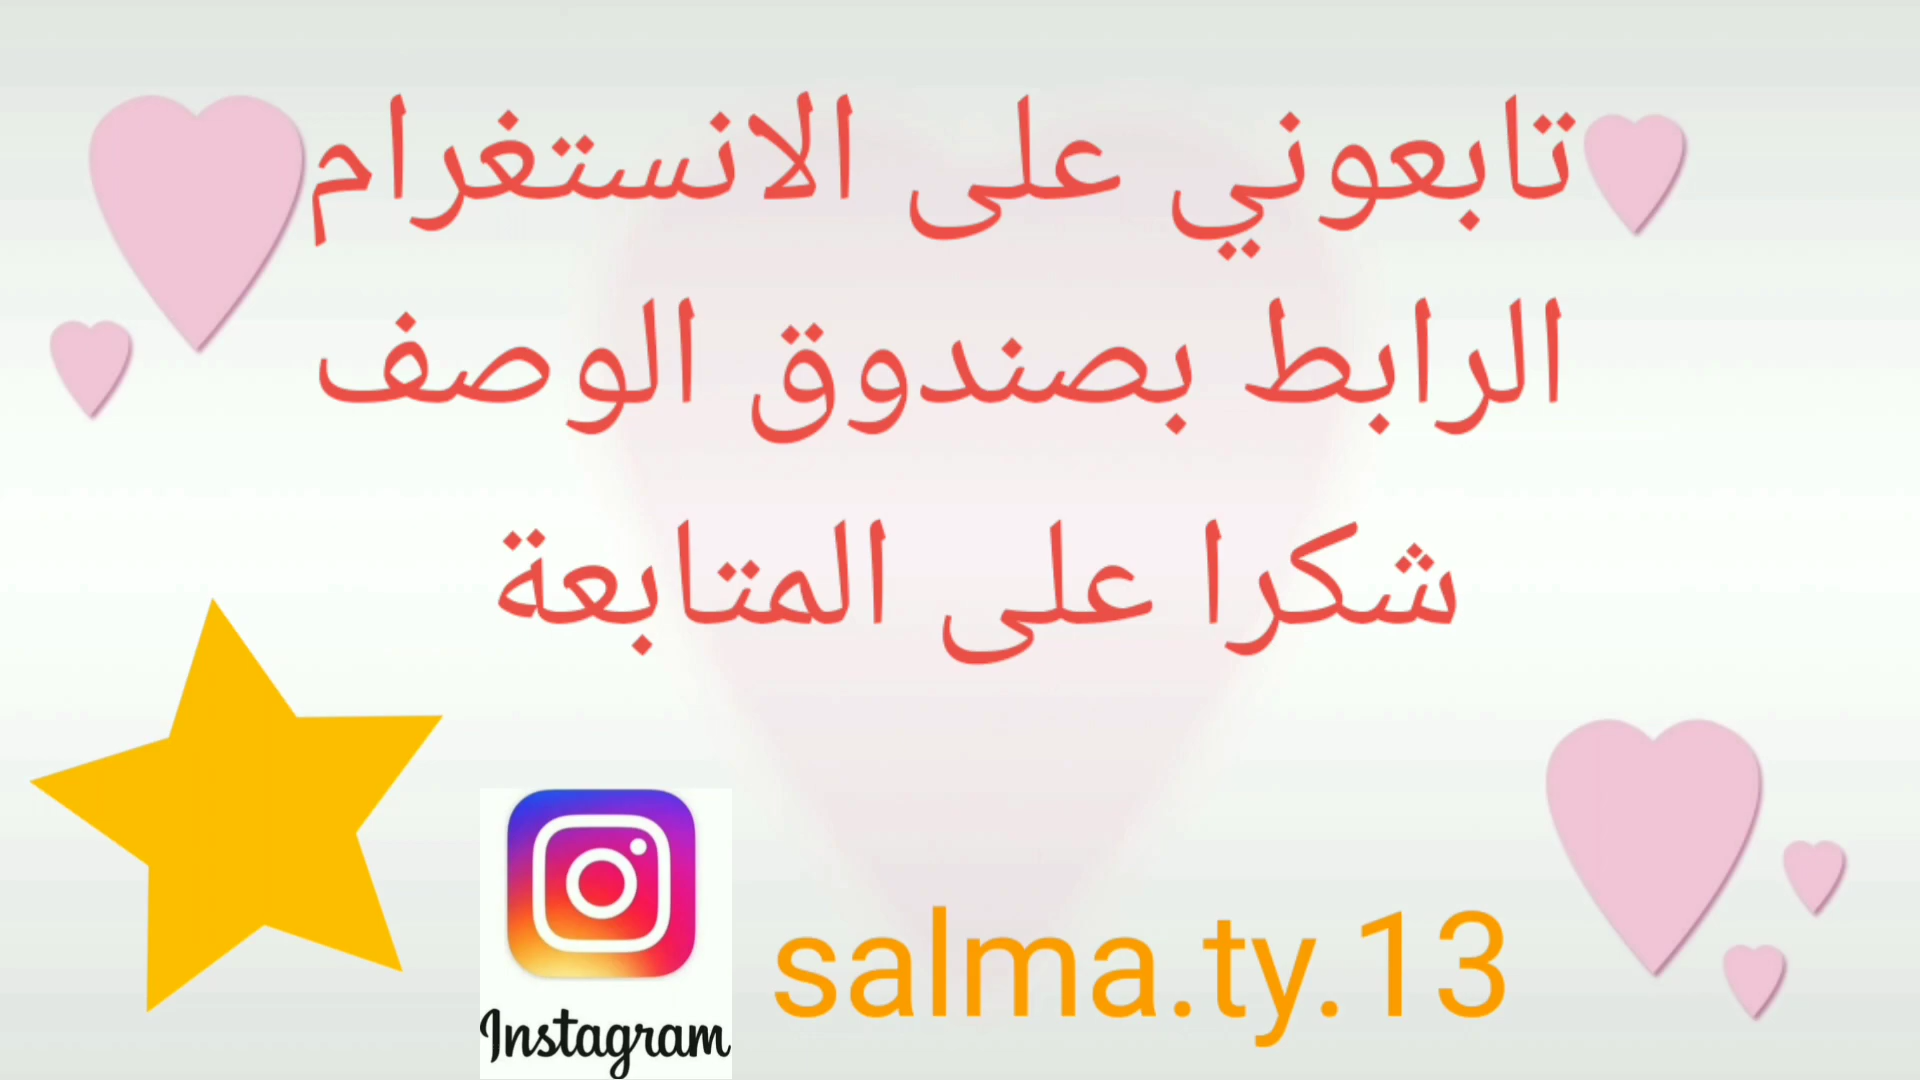 تابعوني على الانستغرام
الرابط بصندوق الوصف
شكرا على المتابعة
Instagram
salma.ty.13